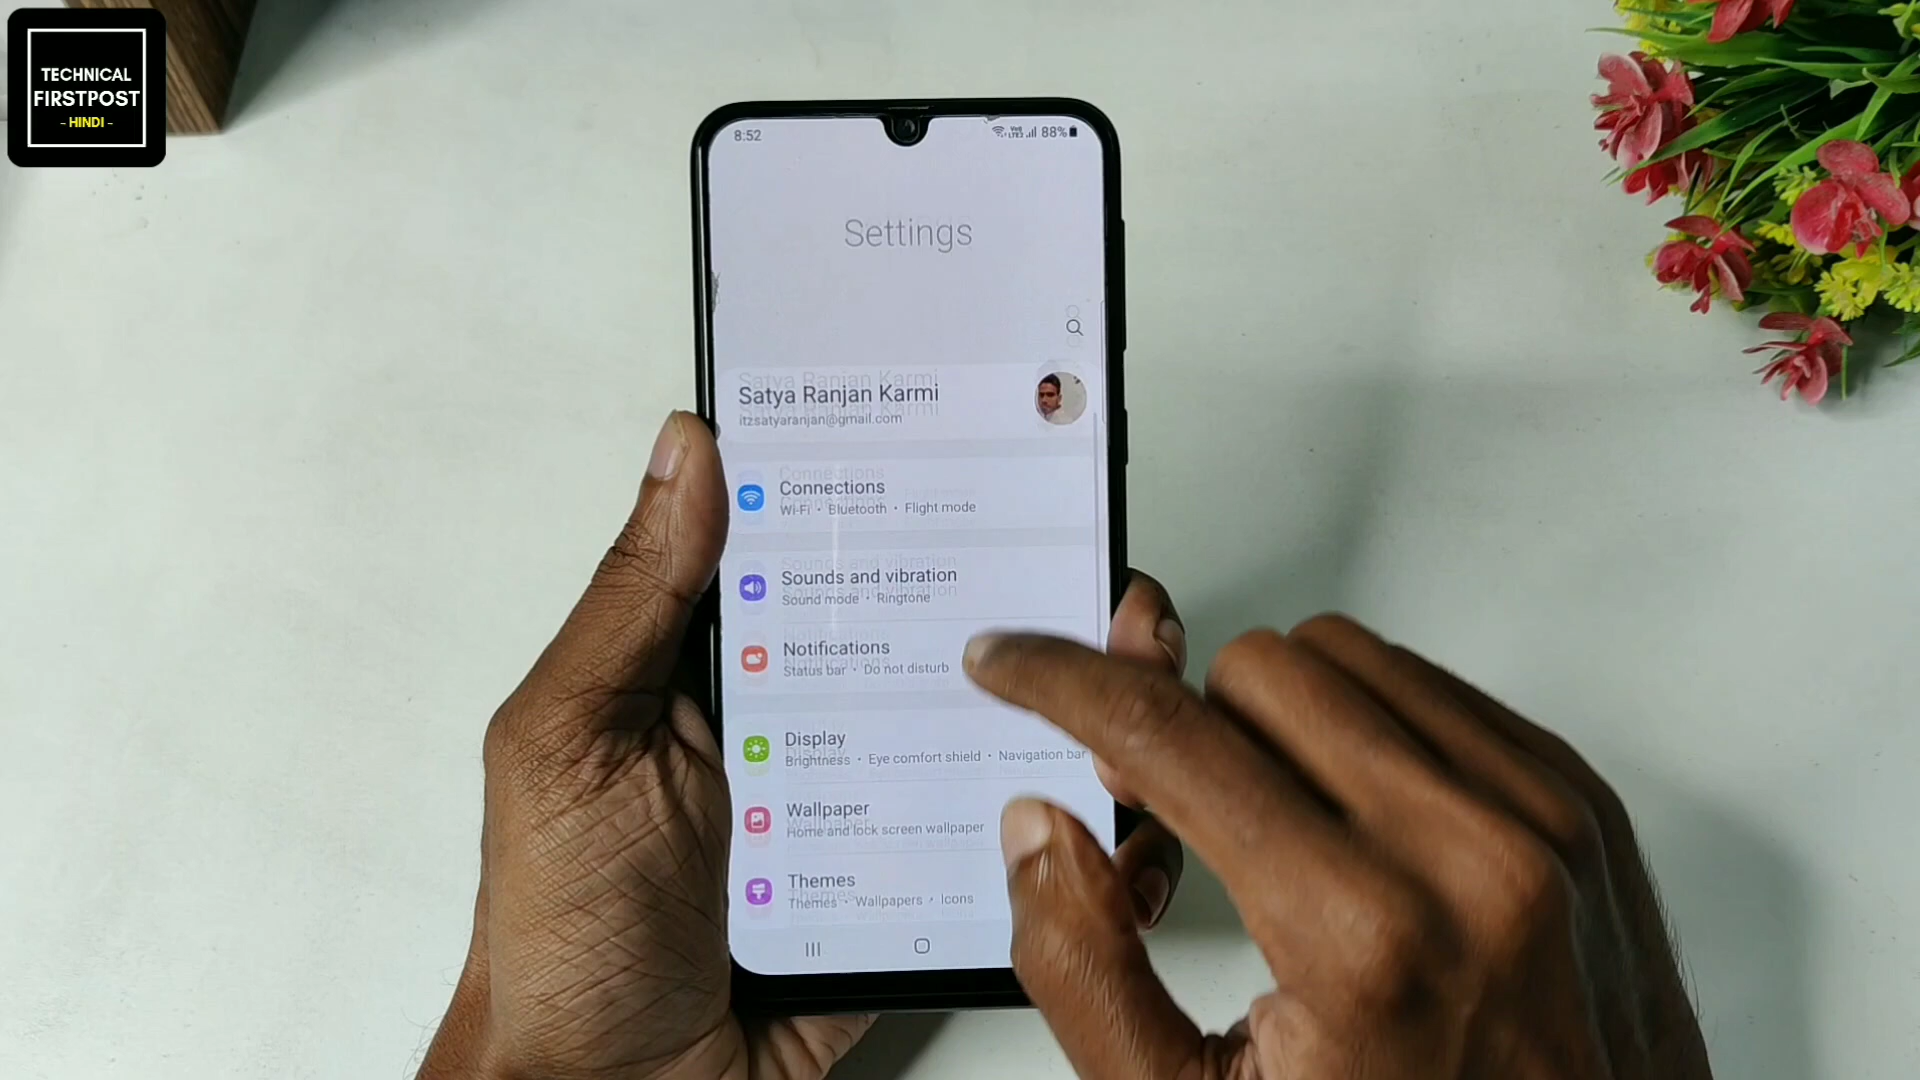 TECHNICAL
FIRSTPOST
- HINDI -
8:52
88%
Settings
Satya Ranjan Karmi
itzsatyaranjan@gmail.com
Connections
Wi-Fi • Bluetooth • Flight mode
Sounds and vibration
Sound mode • Ringtone
Notifications
Status bar • Do not disturb
Display
Brightness • Eye comfort shield • Navigation bar
Wallpaper
Home and lock screen wallpaper
Themes
Themes • Wallpapers • Icons